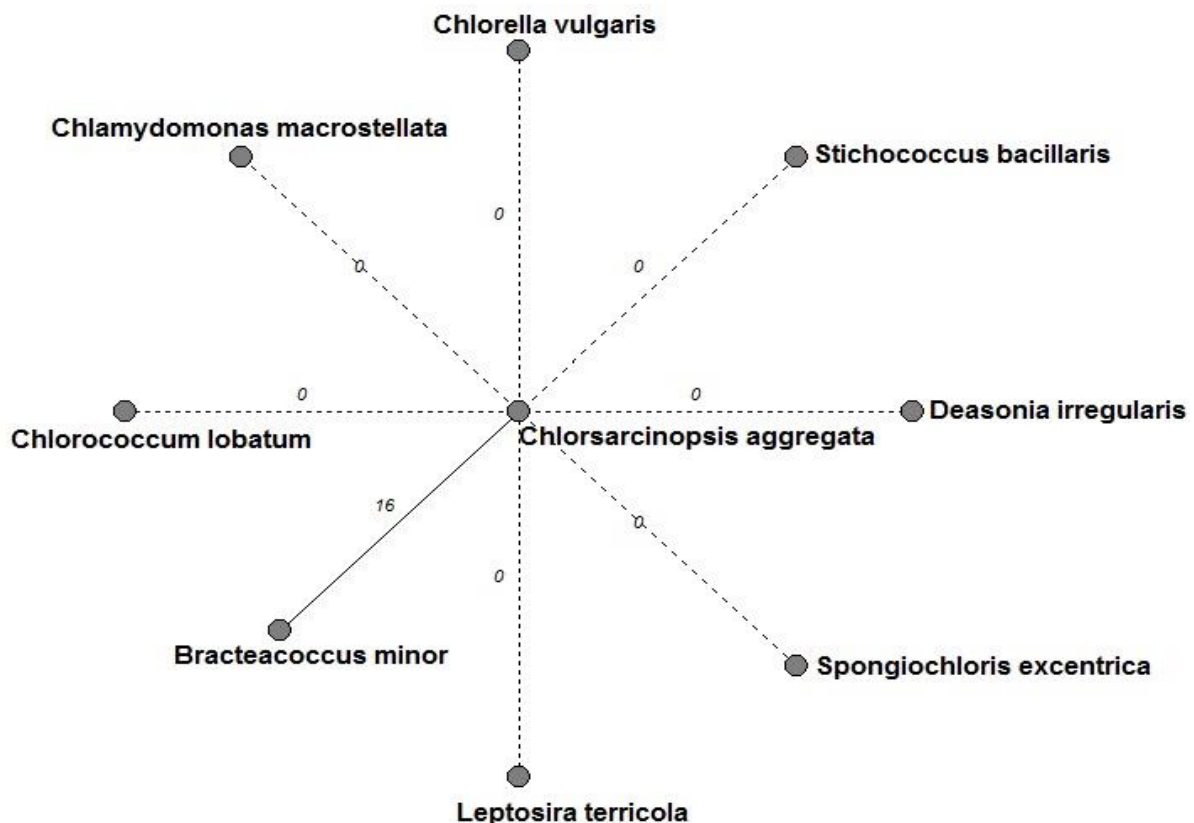 Chlorella vulgaris
Chlamydomonas macrostellata
Stichococcus bacillaris
0
0
0
0
0
Chlorococcum lobatum
Chlorsarcinopsis aggregata
Deasonia irregularis
16
0
0
Bracteacoccus minor
Spongiochloris excentrica
Leptosira terricola